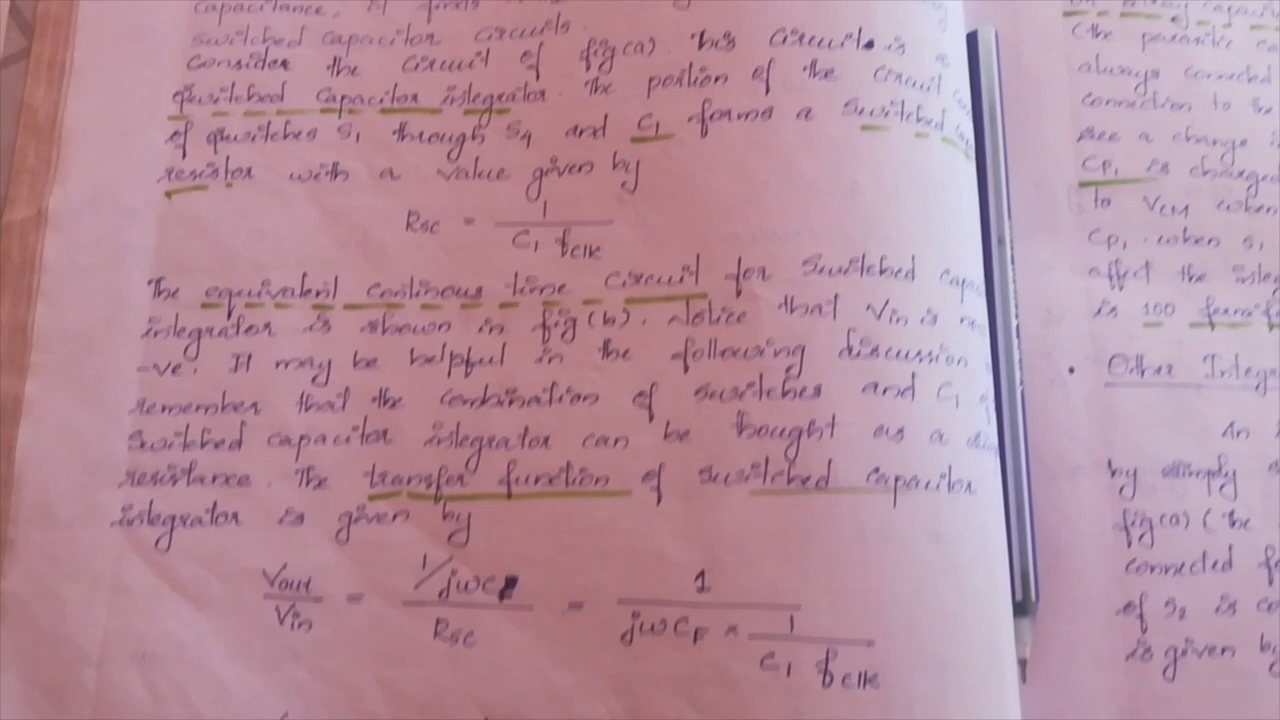 capacitance, it finds
switched capacitor circuits.
Consider the circuit of fig(a). This circuit is a
switched capacitor integrator. The portion of the circuit
of switches S1 through S4 and C1 forms a switched
resistor with a value given by
Rsc = 1 / C1 fclk
The equivalent continous time circuit for switched
integrator is shown in fig(b). Notice that Vin is
-ve. It may be helpful in the following discussion
remember that the combination of switches and C1
switched capacitor integrator can be thought as a
resistance. The transfer function of switched capacitor
integrator is given by
Vout / Vin = 1/jωCF / Rsc = 1 / jωCF × 1 / C1 fclk
(the parasitic
always connected
connection to the
see a change
CP1 is charged
to VCM when
CP1. when S1
affect the
is 100
• Other
An
by simply
fig(a) (the
connected
of S2 is
is given by